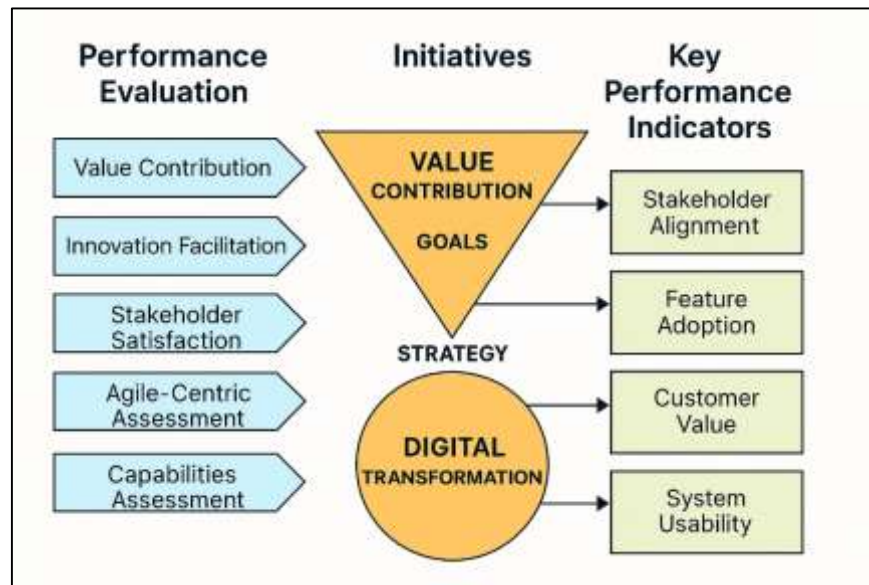 Performance
Evaluation
Value Contribution
Innovation Facilitation
Stakeholder
Satisfaction
Agile-Centric
Assessment
Capabilities
Assessment
Initiatives
VALUE
CONTRIBUTION
GOALS
STRATEGY
DIGITAL
TRANSFORMATION
Key
Performance
Indicators
Stakeholder
Alignment
Feature
Adoption
Customer
Value
System
Usability